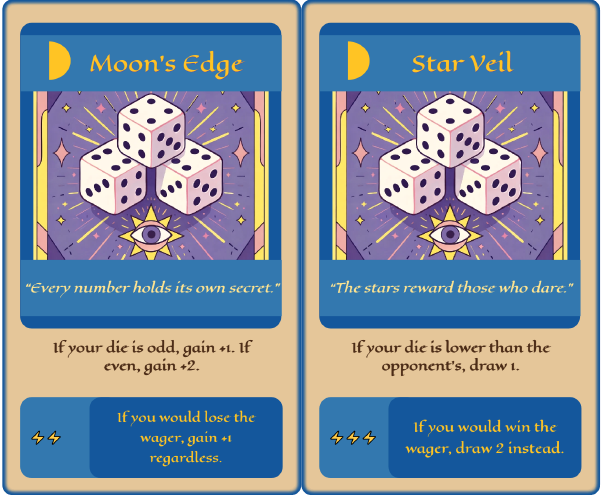 Moon's Edge
"Every number holds its own secret."
If your die is odd, gain +1. If
even, gain +2.
If you would lose the
wager, gain +1
regardless.
Star Veil
"The stars reward those who dare."
If your die is lower than the
opponent's, draw 1.
If you would win the
wager, draw 2 instead.